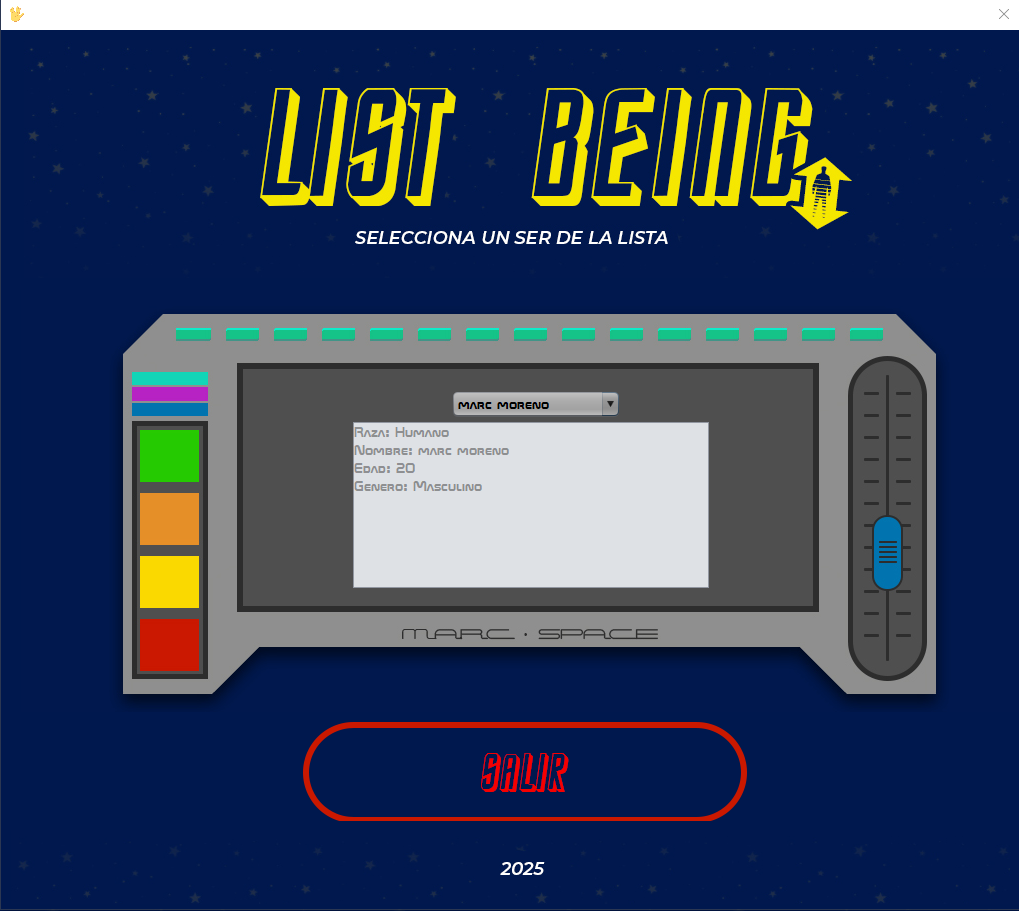 LIST BEING
SELECCIONA UN SER DE LA LISTA
MARC MORENO
Raza: Humano
Nombre: marc moreno
Edad: 20
Genero: Masculino
MARC · SPACE
SALIR
2025